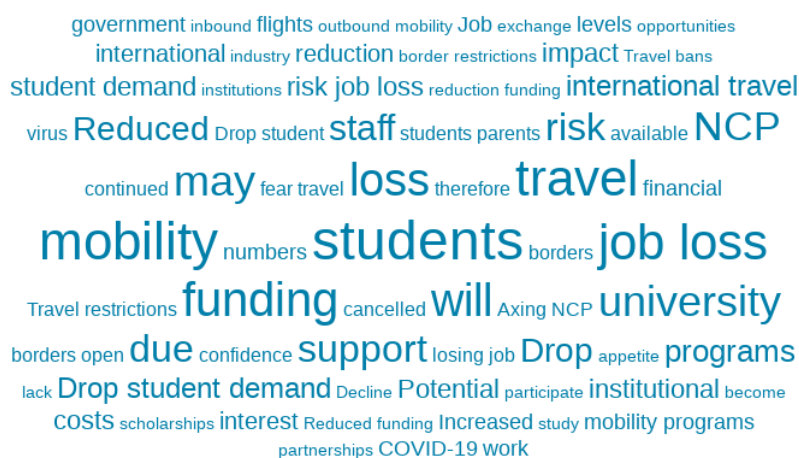 government inbound flights outbound mobility Job exchange levels opportunities
international industry reduction border restrictions impact Travel bans
student demand institutions risk job loss reduction funding international travel
virus Reduced Drop student staff students parents risk available NCP
continued may fear travel loss therefore travel financial
mobility numbers students borders job loss
Travel restrictions funding cancelled will Axing NCP university
borders open due confidence support losing job Drop appetite programs
lack Drop student demand Decline Potential participate institutional become
costs scholarships interest Reduced funding Increased study mobility programs
partnerships COVID-19 work